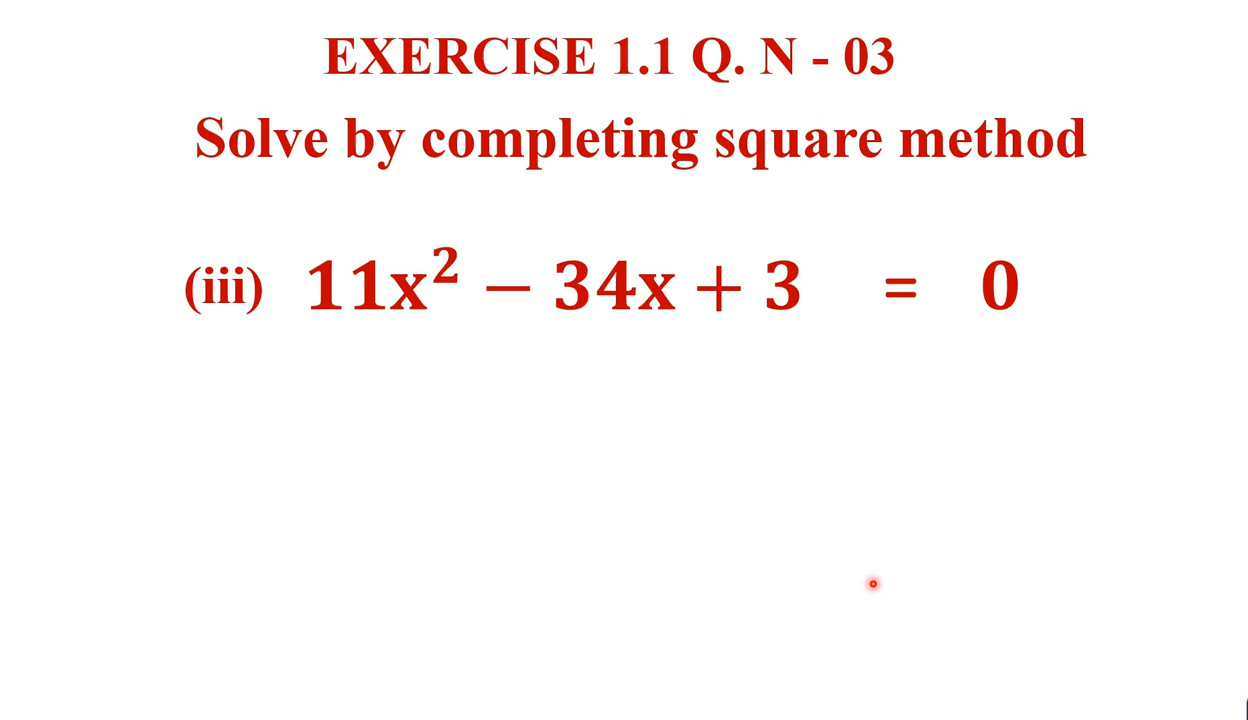 EXERCISE 1.1 Q. N - 03
Solve by completing square method
(iii) 11x² − 34x + 3 = 0